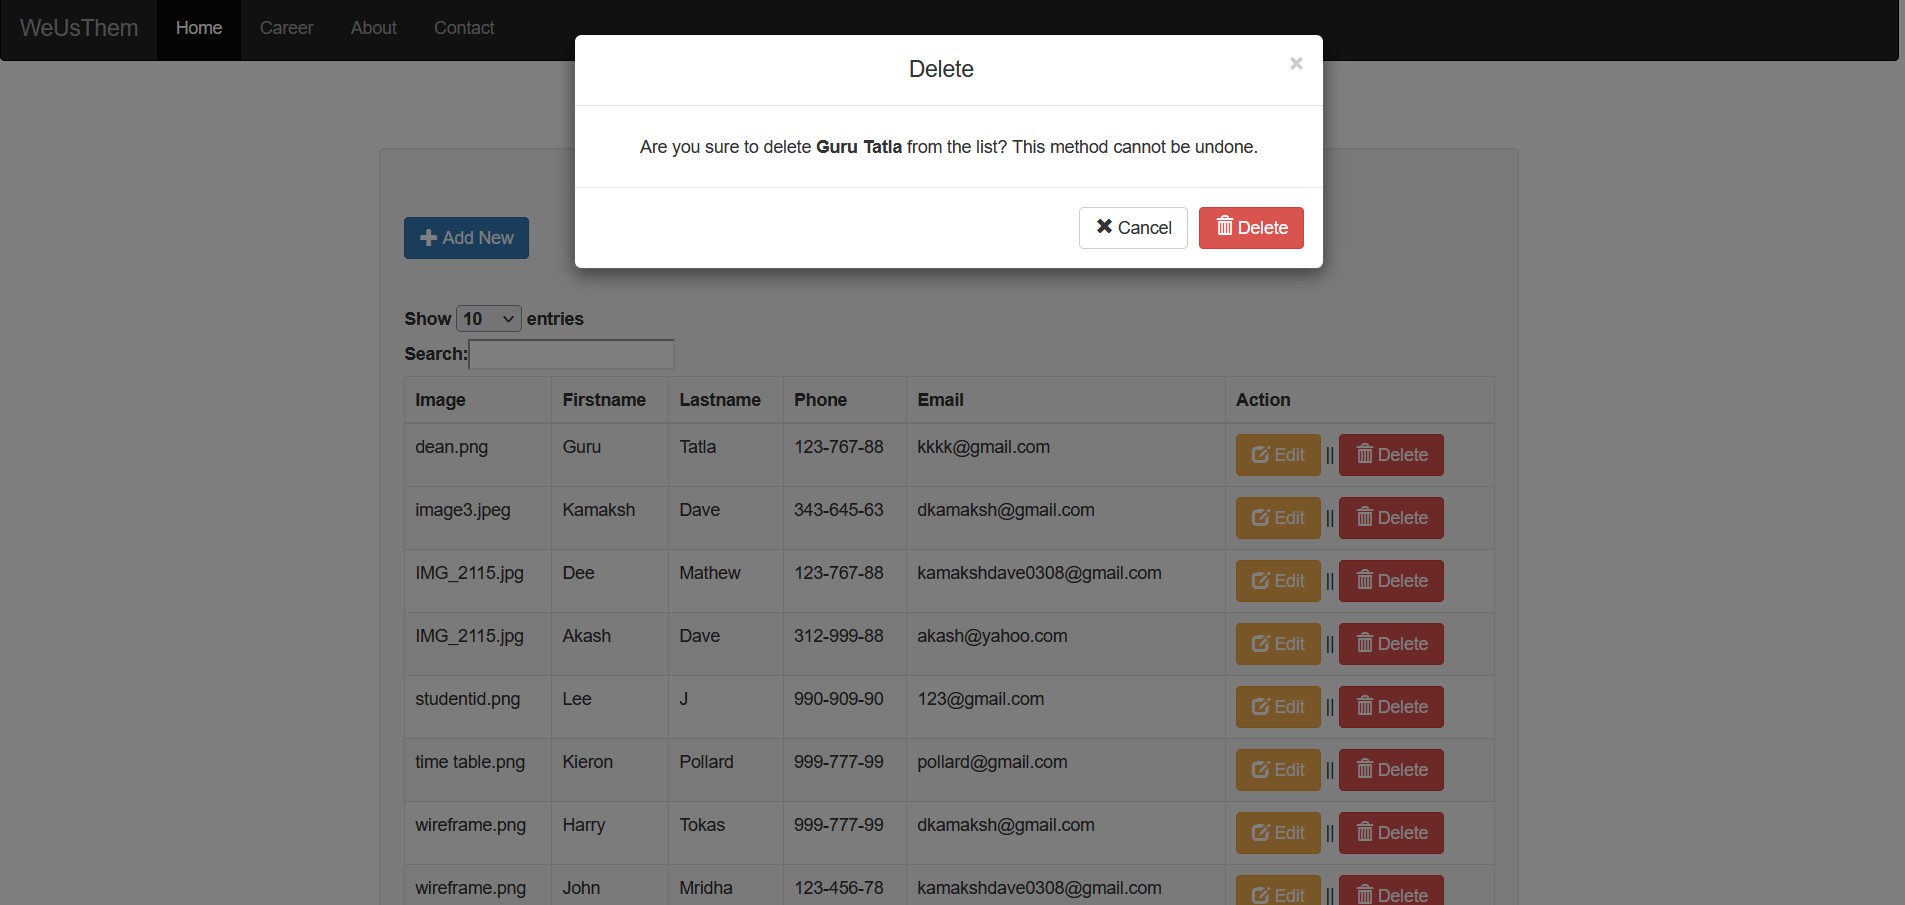 WeUsThem Home Career About Contact
Delete ×
Are you sure to delete Guru Tatla from the list? This method cannot be undone.
Cancel Delete
Add New
Show 10 entries
Search:
Image Firstname Lastname Phone Email Action
dean.png Guru Tatla 123-767-88 kkkk@gmail.com Edit || Delete
image3.jpeg Kamaksh Dave 343-645-63 dkamaksh@gmail.com Edit || Delete
IMG_2115.jpg Dee Mathew 123-767-88 kamakshdave0308@gmail.com Edit || Delete
IMG_2115.jpg Akash Dave 312-999-88 akash@yahoo.com Edit || Delete
studentid.png Lee J 990-909-90 123@gmail.com Edit || Delete
time table.png Kieron Pollard 999-777-99 pollard@gmail.com Edit || Delete
wireframe.png Harry Tokas 999-777-99 dkamaksh@gmail.com Edit || Delete
wireframe.png John Mridha 123-456-78 kamakshdave0308@gmail.com Edit || Delete